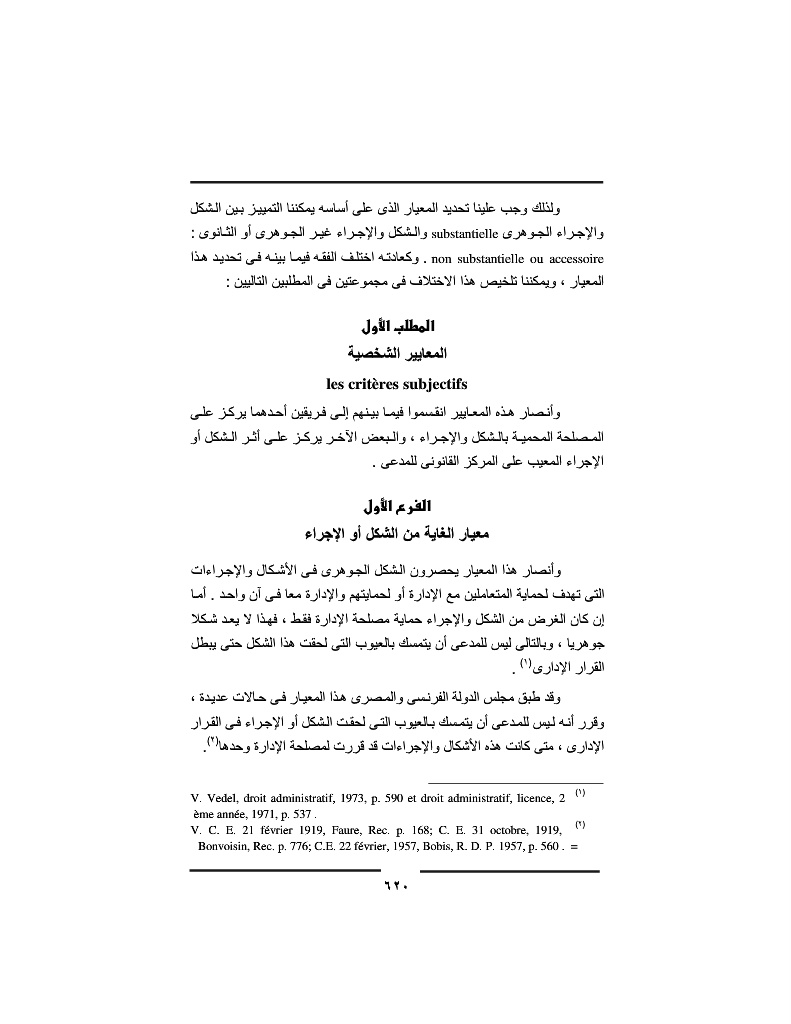 ولذلك وجب علينا تحديد المعيار الذى على أساسه يمكننا التمييز بين الشكل
والإجراء الجوهرى substantielle والشكل والإجراء غير الجوهرى أو الثانوى :
non substantielle ou accessoire . وكعادته اختلف الفقه فيما بينه فى تحديد هذا
المعيار ، ويمكننا تلخيص هذا الاختلاف فى مجموعتين فى المطلبين التاليين :
المطلب الأول
المعايير الشخصية
les critères subjectifs
وأنصار هذه المعايير انقسموا فيما بينهم إلى فريقين أحدهما يركز على
المصلحة المحمية بالشكل والإجراء ، والبعض الآخر يركز على أثر الشكل أو
الإجراء المعيب على المركز القانونى للمدعى .
الفرع الأول
معيار الغاية من الشكل أو الإجراء
وأنصار هذا المعيار يحصرون الشكل الجوهرى فى الأشكال والإجراءات
التى تهدف لحماية المتعاملين مع الإدارة أو لحمايتهم والإدارة معا فى آن واحد . أما
إن كان الغرض من الشكل والإجراء حماية مصلحة الإدارة فقط ، فهذا لا يعد شكلا
جوهريا ، وبالتالى ليس للمدعى أن يتمسك بالعيوب التى لحقت هذا الشكل حتى يبطل
القرار الإدارى(١) .
وقد طبق مجلس الدولة الفرنسى والمصرى هذا المعيار فى حالات عديدة ،
وقرر أنه ليس للمدعى أن يتمسك بالعيوب التى لحقت الشكل أو الإجراء فى القرار
الإدارى ، متى كانت هذه الأشكال والإجراءات قد قررت لمصلحة الإدارة وحدها(٢).
(١) V. Vedel, droit administratif, 1973, p. 590 et droit administratif, licence, 2
ème année, 1971, p. 537 .
(٢) V. C. E. 21 février 1919, Faure, Rec. p. 168; C. E. 31 octobre, 1919,
Bonvoisin, Rec. p. 776; C.E. 22 février, 1957, Bobis, R. D. P. 1957, p. 560 . =
٦٢٠